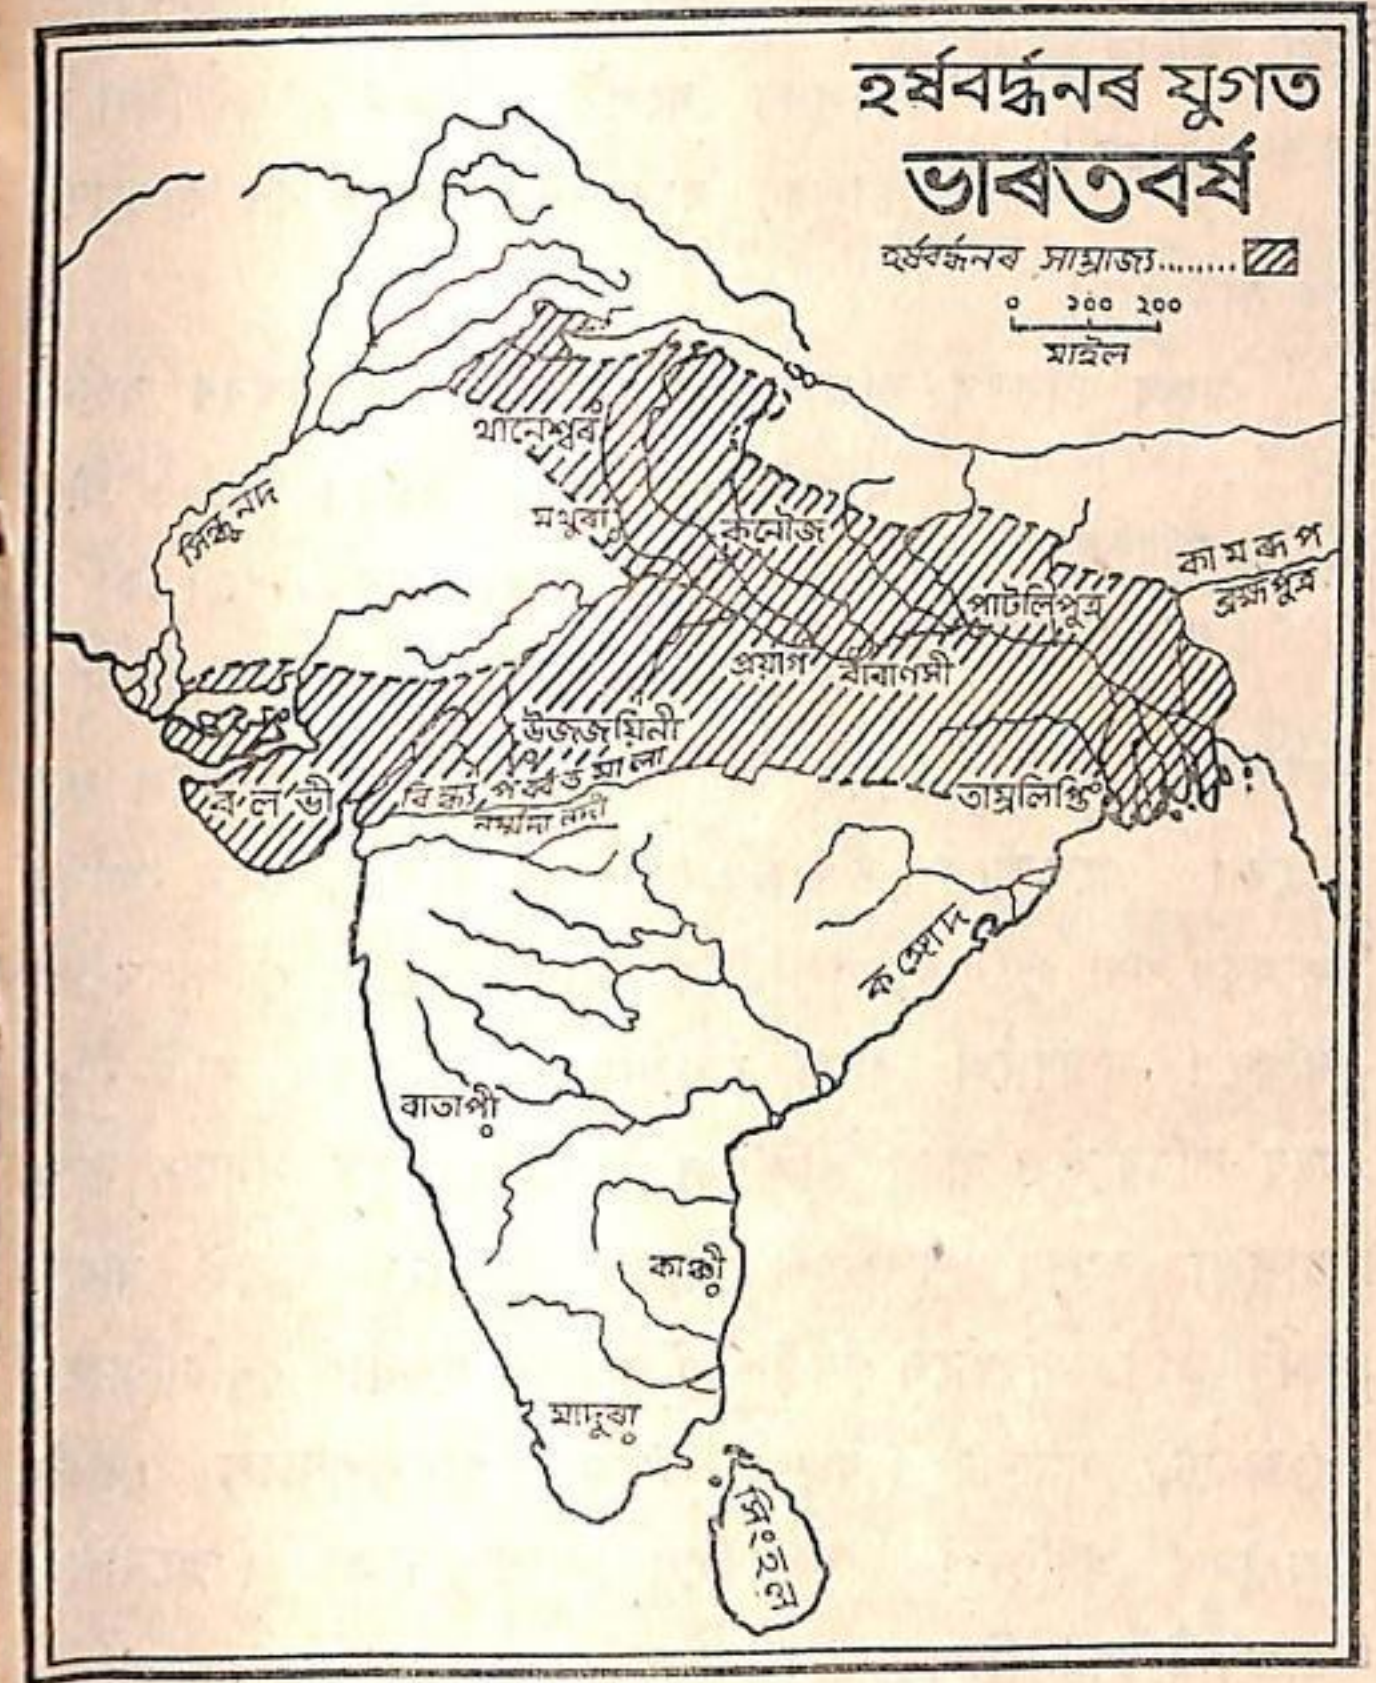 হৰ্ষবৰ্দ্ধনৰ যুগত
ভাৰতবৰ্ষ
হৰ্ষবৰ্দ্ধনৰ সাম্ৰাজ্য........
০ ১০০ ২০০
মাইল
থানেশ্বৰ
সিন্ধু নদ
মথুৰা
কনৌজ
কামৰূপ
ব্ৰহ্মপুত্ৰ
পাটলিপুত্ৰ
প্ৰয়াগ
বাৰাণসী
উজ্জয়িনী
বলভী
বিন্ধ্য পৰ্ব্বত মালা
নৰ্ম্মদা নদী
তাম্ৰলিপ্তি
কঙ্গোদ
বাতাপী
কাঞ্চী
মাদুৰা
সিংহল